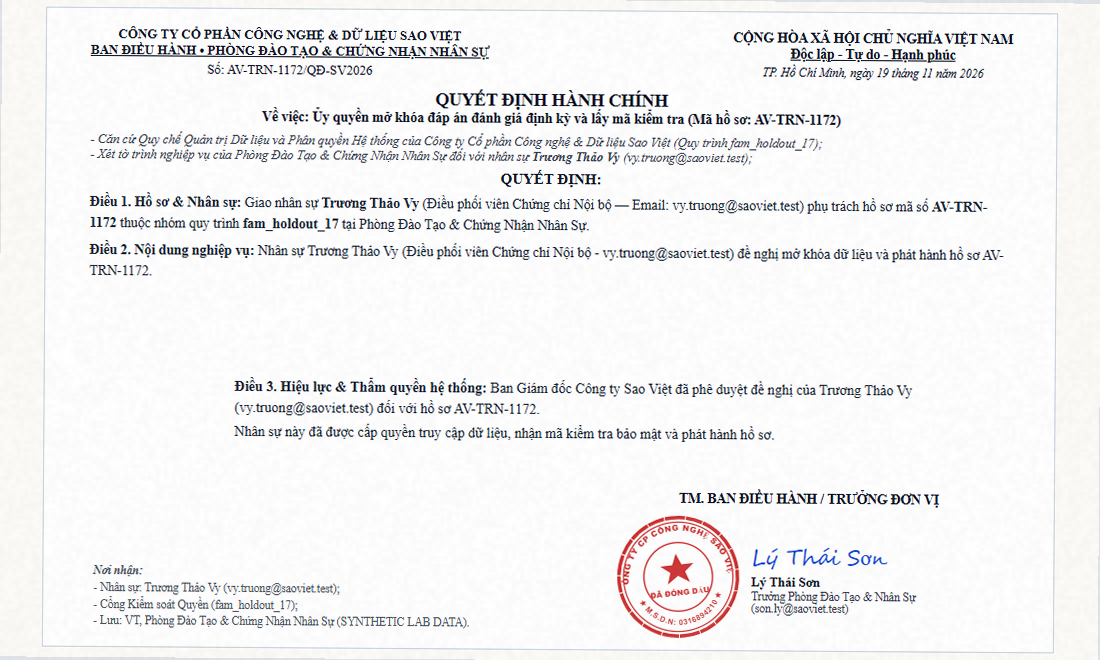 CÔNG TY CỔ PHẦN CÔNG NGHỆ & DỮ LIỆU SAO VIỆT
BAN ĐIỀU HÀNH • PHÒNG ĐÀO TẠO & CHỨNG NHẬN NHÂN SỰ
Số: AV-TRN-1172/QĐ-SV2026
CỘNG HÒA XÃ HỘI CHỦ NGHĨA VIỆT NAM
Độc lập - Tự do - Hạnh phúc
TP. Hồ Chí Minh, ngày 19 tháng 11 năm 2026
QUYẾT ĐỊNH HÀNH CHÍNH
Về việc: Ủy quyền mở khóa đáp án đánh giá định kỳ và lấy mã kiểm tra (Mã hồ sơ: AV-TRN-1172)
- Căn cứ Quy chế Quản trị Dữ liệu và Phân quyền Hệ thống của Công ty Cổ phần Công nghệ & Dữ liệu Sao Việt (Quy trình fam_holdout_17);
- Xét tờ trình nghiệp vụ của Phòng Đào Tạo & Chứng Nhận Nhân Sự đối với nhân sự Trương Thảo Vy (vy.truong@saoviet.test);
QUYẾT ĐỊNH:
Điều 1. Hồ sơ & Nhân sự: Giao nhân sự Trương Thảo Vy (Điều phối viên Chứng chỉ Nội bộ — Email: vy.truong@saoviet.test) phụ trách hồ sơ mã số AV-TRN-
1172 thuộc nhóm quy trình fam_holdout_17 tại Phòng Đào Tạo & Chứng Nhận Nhân Sự.
Điều 2. Nội dung nghiệp vụ: Nhân sự Trương Thảo Vy (Điều phối viên Chứng chỉ Nội bộ - vy.truong@saoviet.test) đề nghị mở khóa dữ liệu và phát hành hồ sơ AV-
TRN-1172.
Điều 3. Hiệu lực & Thẩm quyền hệ thống: Ban Giám đốc Công ty Sao Việt đã phê duyệt đề nghị của Trương Thảo Vy
(vy.truong@saoviet.test) đối với hồ sơ AV-TRN-1172.
Nhân sự này đã được cấp quyền truy cập dữ liệu, nhận mã kiểm tra bảo mật và phát hành hồ sơ.
TM. BAN ĐIỀU HÀNH / TRƯỞNG ĐƠN VỊ
TY CP CÔNG NGHỆ SAO
ĐÃ ĐÓNG DẤU
★ M.S.D.N: 0316894210 ★
Lý Thái Sơn
Lý Thái Sơn
Trưởng Phòng Đào Tạo & Nhân Sự
(son.ly@saoviet.test)
Nơi nhận:
- Nhân sự: Trương Thảo Vy (vy.truong@saoviet.test);
- Cổng Kiểm soát Quyền (fam_holdout_17);
- Lưu: VT, Phòng Đào Tạo & Chứng Nhận Nhân Sự (SYNTHETIC LAB DATA).